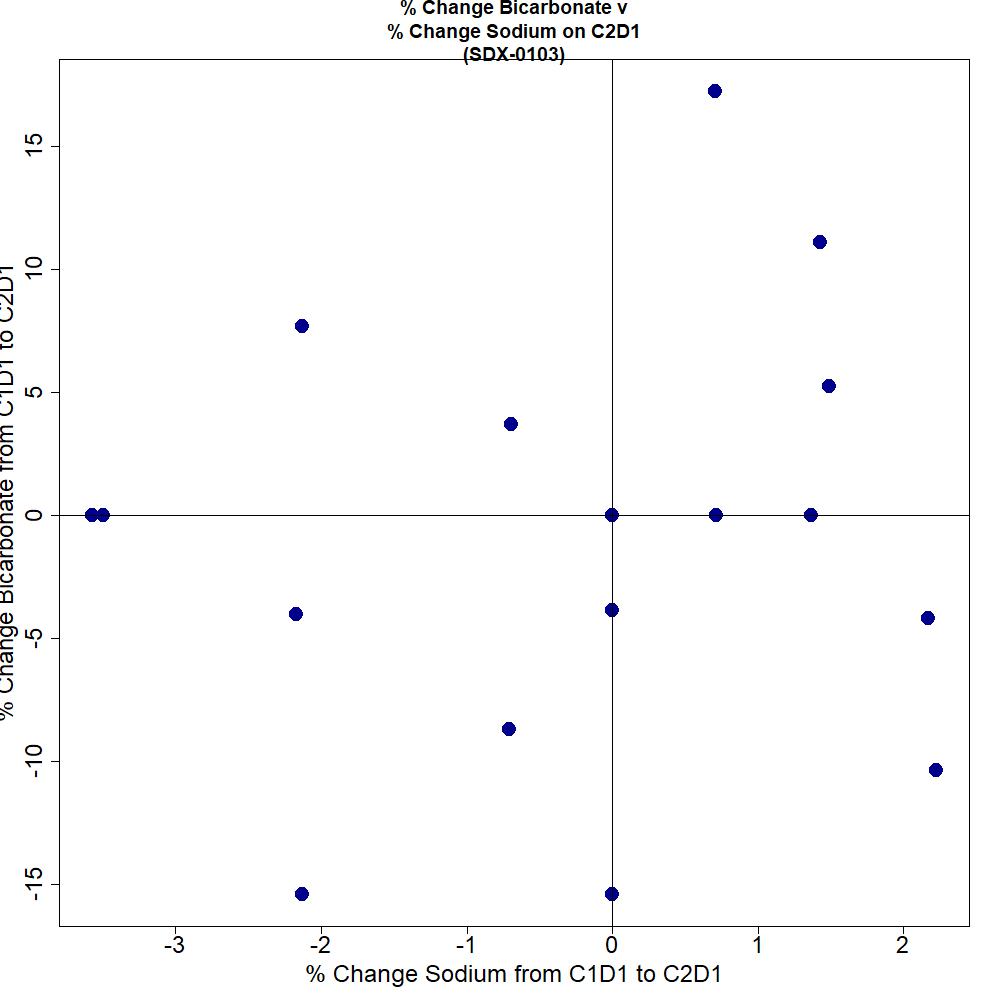 % Change Bicarbonate v
% Change Sodium on C2D1
(SDX-0103)
% Change Bicarbonate from C1D1 to C2D1
15
10
5
0
-5
-10
-15
-3
-2
-1
0
1
2
% Change Sodium from C1D1 to C2D1